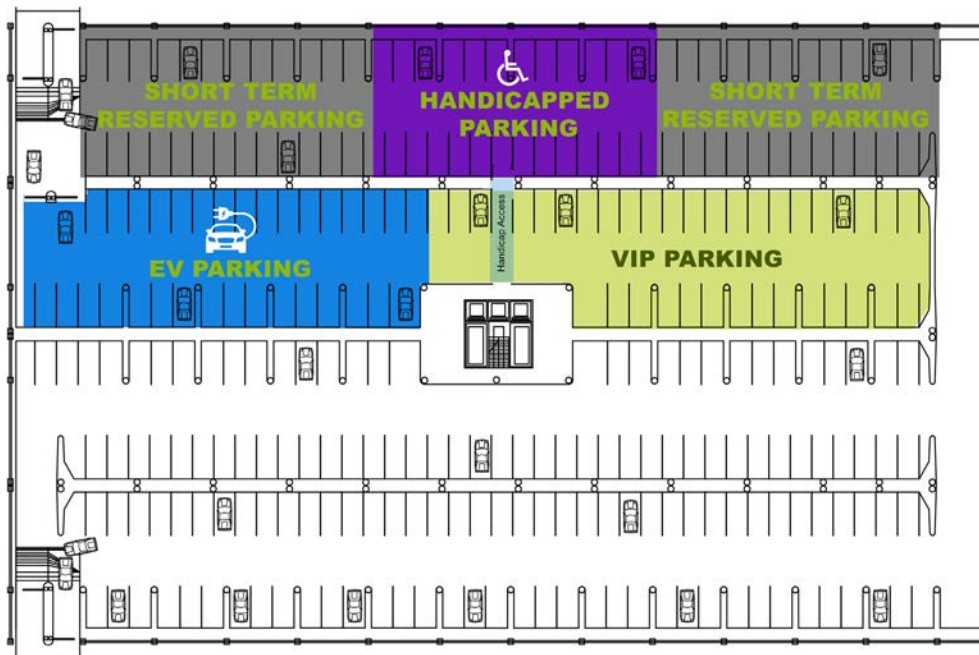 SHORT TERM
RESERVED PARKING
HANDICAPPED
PARKING
SHORT TERM
RESERVED PARKING
EV PARKING
Handicap Access
VIP PARKING